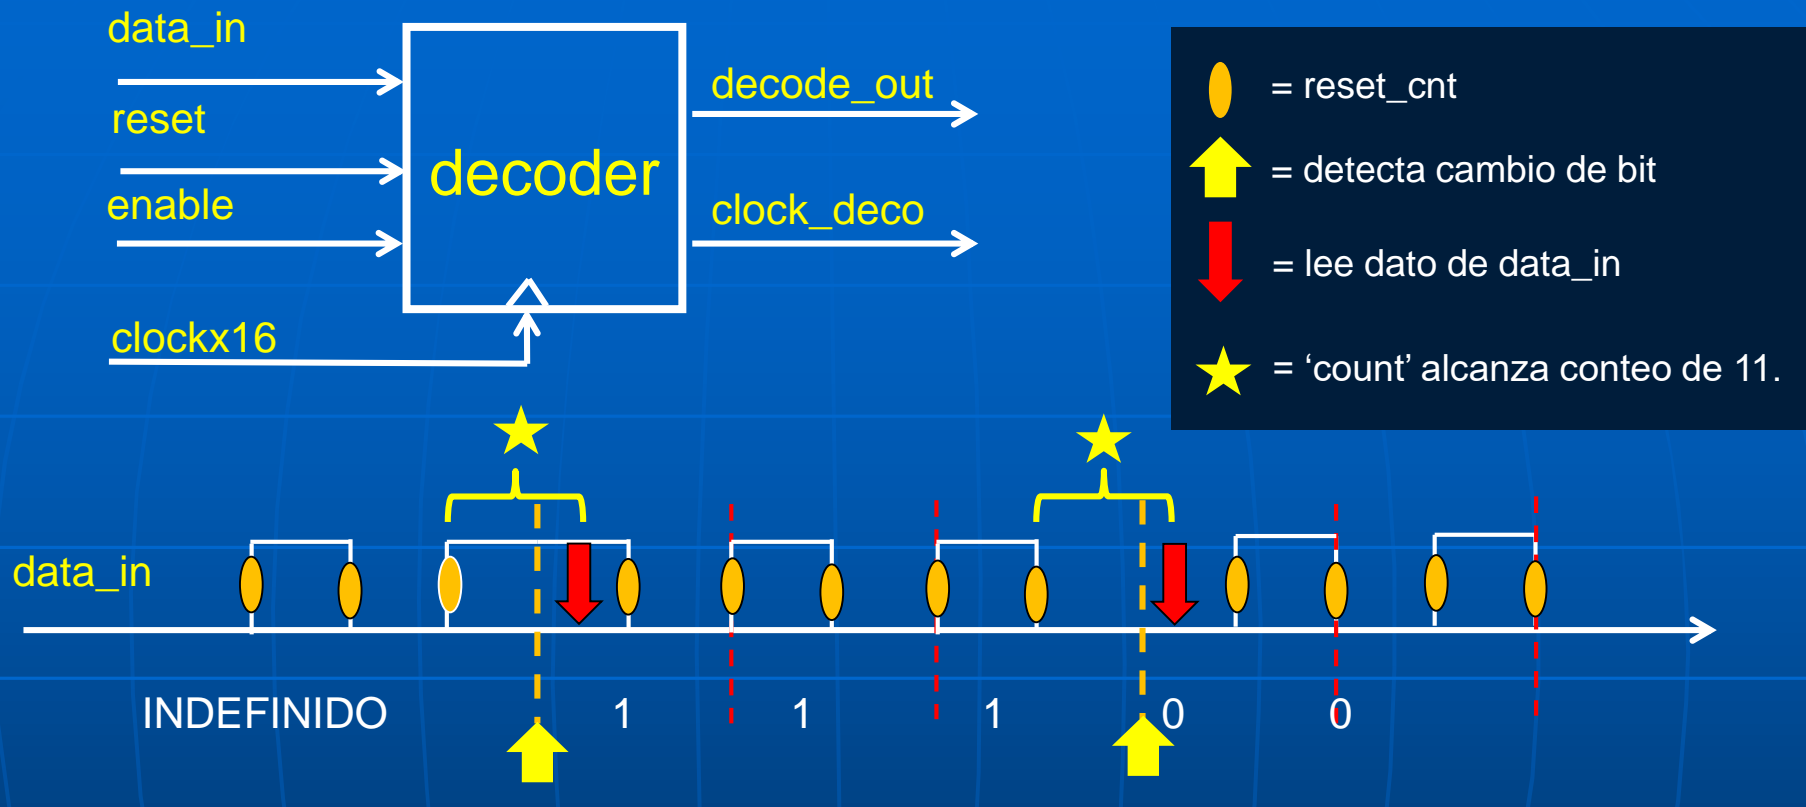 data_in
reset
enable
clockx16
decoder
decode_out
clock_deco
= reset_cnt
= detecta cambio de bit
= lee dato de data_in
= ‘count’ alcanza conteo de 11.
data_in
INDEFINIDO 1 1 1 0 0